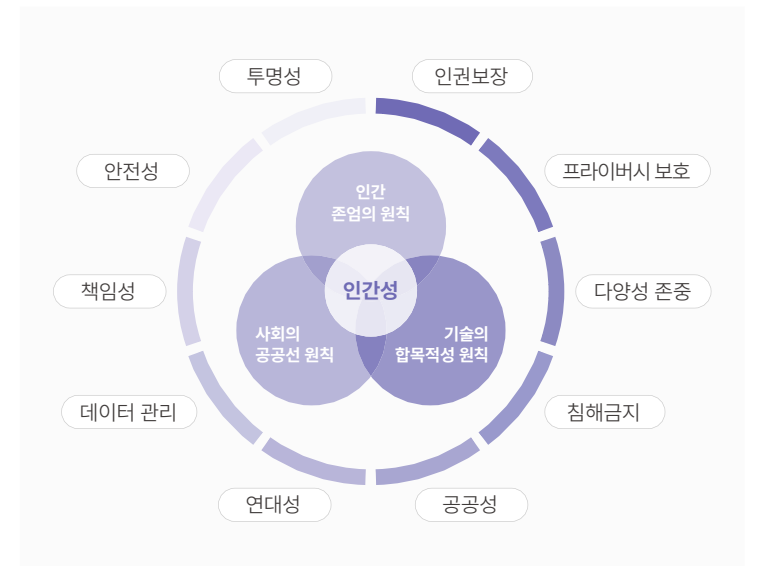 투명성
인권보장
안전성
프라이버시 보호
인간
존엄의 원칙
책임성
인간성
다양성 존중
사회의
공공선 원칙
기술의
합목적성 원칙
데이터 관리
침해금지
연대성
공공성